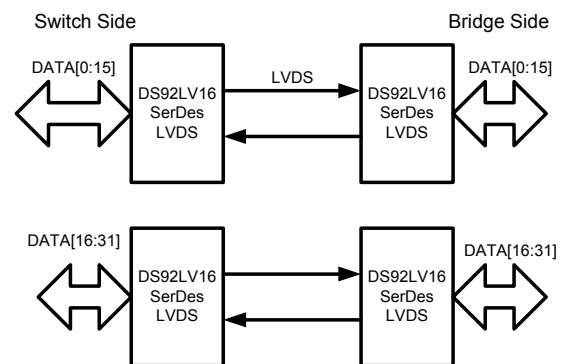 Switch Side
Bridge Side
DATA[0:15]
LVDS
DATA[0:15]
DS92LV16
SerDes
LVDS
DS92LV16
SerDes
LVDS
DATA[16:31]
DATA[16:31]
DS92LV16
SerDes
LVDS
DS92LV16
SerDes
LVDS